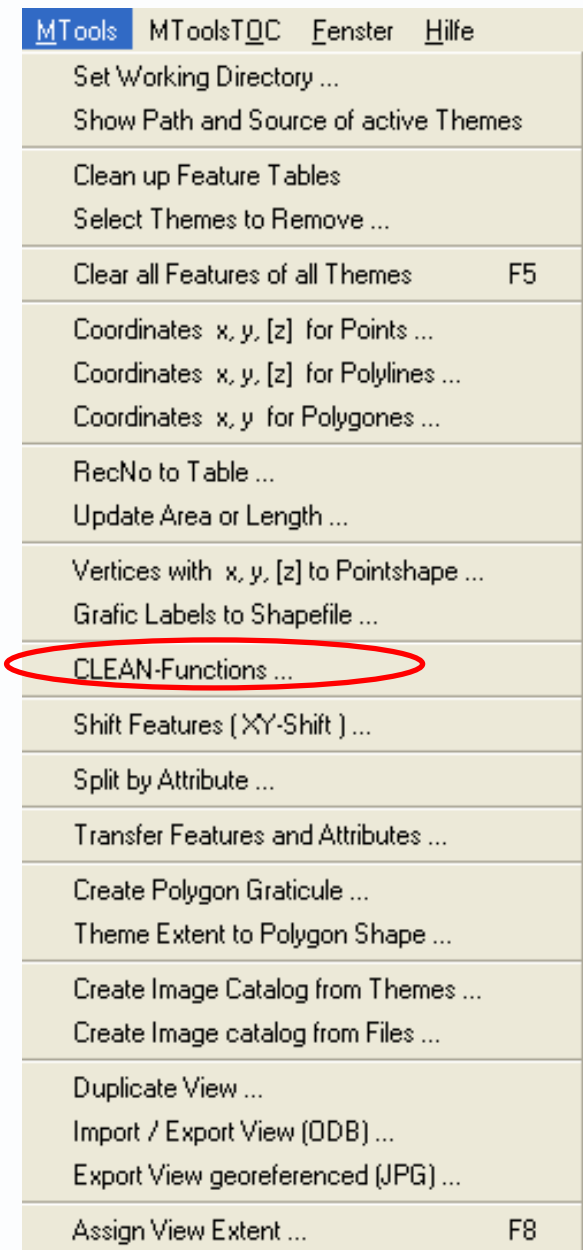 MTools MToolsTOC Fenster Hilfe
Set Working Directory ...
Show Path and Source of active Themes
Clean up Feature Tables
Select Themes to Remove ...
Clear all Features of all Themes F5
Coordinates x, y, [z] for Points ...
Coordinates x, y, [z] for Polylines ...
Coordinates x, y for Polygones ...
RecNo to Table ...
Update Area or Length ...
Vertices with x, y, [z] to Pointshape ...
Grafic Labels to Shapefile ...
CLEAN-Functions ...
Shift Features ( XY-Shift ) ...
Split by Attribute ...
Transfer Features and Attributes ...
Create Polygon Graticule ...
Theme Extent to Polygon Shape ...
Create Image Catalog from Themes ...
Create Image catalog from Files ...
Duplicate View ...
Import / Export View (ODB) ...
Export View georeferenced (JPG) ...
Assign View Extent ... F8